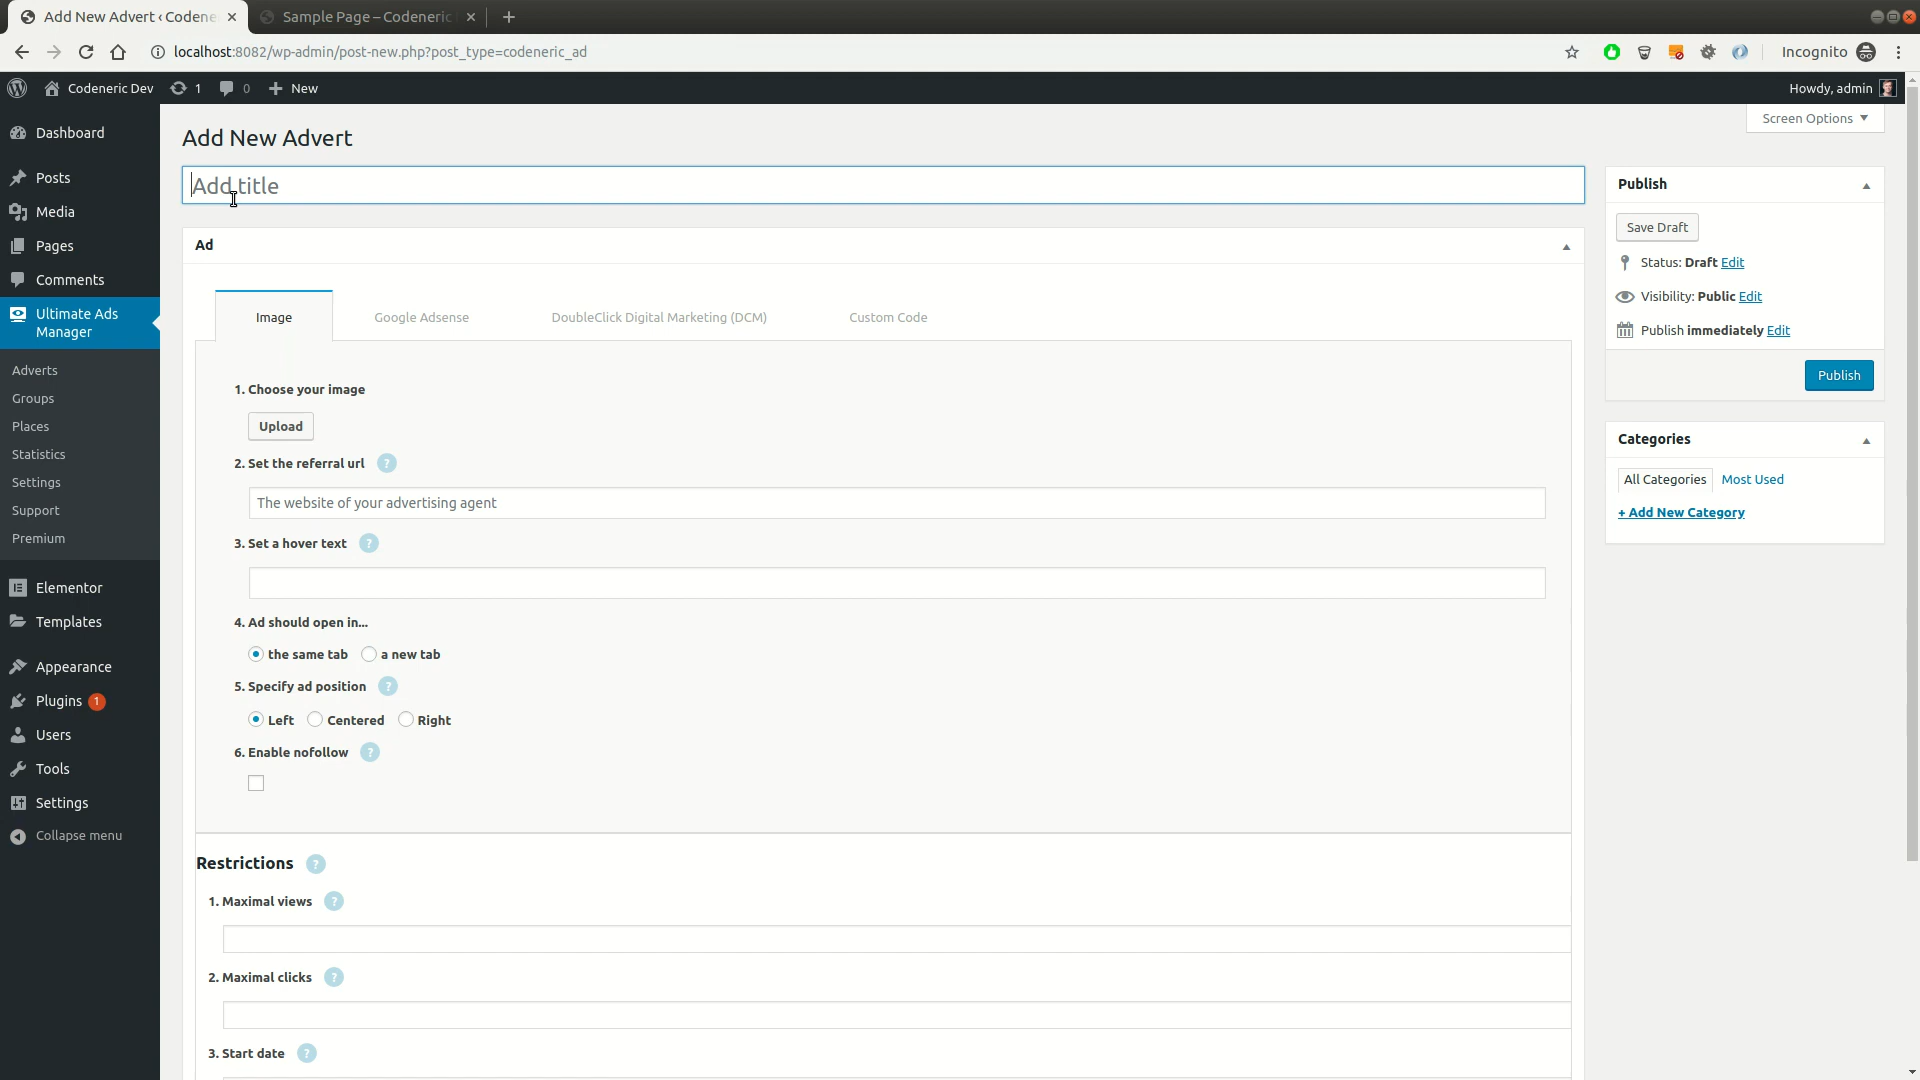 Add New Advert ‹ Codene
Sample Page – Codeneric
localhost:8082/wp-admin/post-new.php?post_type=codeneric_ad
Incognito
Codeneric Dev
1
0
New
Howdy, admin
Dashboard
Posts
Media
Pages
Comments
Ultimate Ads
Manager
Adverts
Groups
Places
Statistics
Settings
Support
Premium
Elementor
Templates
Appearance
Plugins 1
Users
Tools
Settings
Collapse menu
Screen Options
Add New Advert
Add title
Ad
Image
Google Adsense
DoubleClick Digital Marketing (DCM)
Custom Code
1. Choose your image
Upload
2. Set the referral url ?
The website of your advertising agent
3. Set a hover text ?
4. Ad should open in...
the same tab a new tab
5. Specify ad position ?
Left Centered Right
6. Enable nofollow ?
Restrictions ?
1. Maximal views ?
2. Maximal clicks ?
3. Start date ?
Publish
Save Draft
Status: Draft Edit
Visibility: Public Edit
Publish immediately Edit
Publish
Categories
All Categories Most Used
+ Add New Category